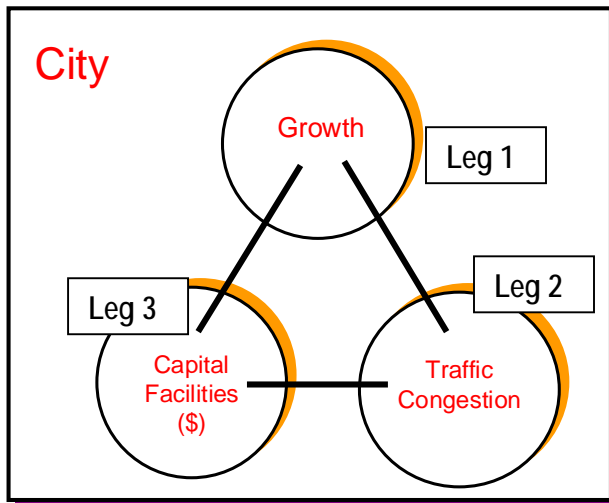 City
Growth
Leg 1
Leg 2
Leg 3
Capital
Facilities
($)
Traffic
Congestion